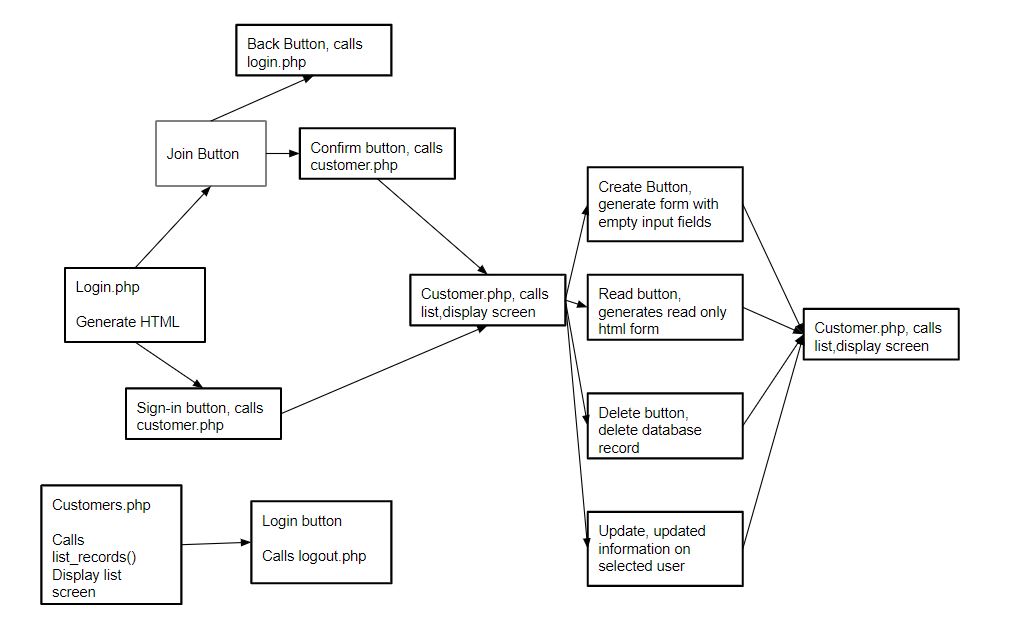 Back Button, calls
login.php
Join Button
Confirm button, calls
customer.php
Create Button,
generate form with
empty input fields
Login.php
Generate HTML
Customer.php, calls
list,display screen
Read button,
generates read only
html form
Customer.php, calls
list,display screen
Sign-in button, calls
customer.php
Delete button,
delete database
record
Customers.php
Calls
list_records()
Display list
screen
Login button
Calls logout.php
Update, updated
information on
selected user